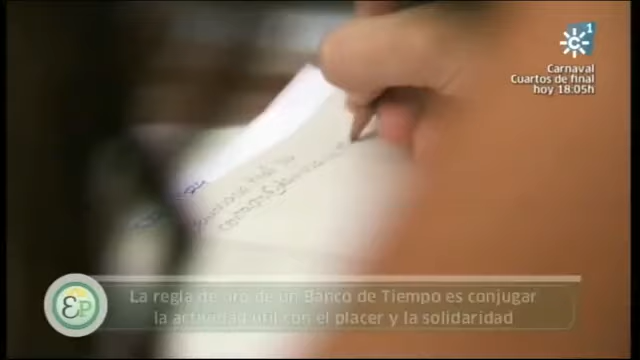 1
Carnaval
Cuartos de final
hoy 18:05h
La regla de oro de un Banco de Tiempo es conjugar
la actividad útil con el placer y la solidaridad